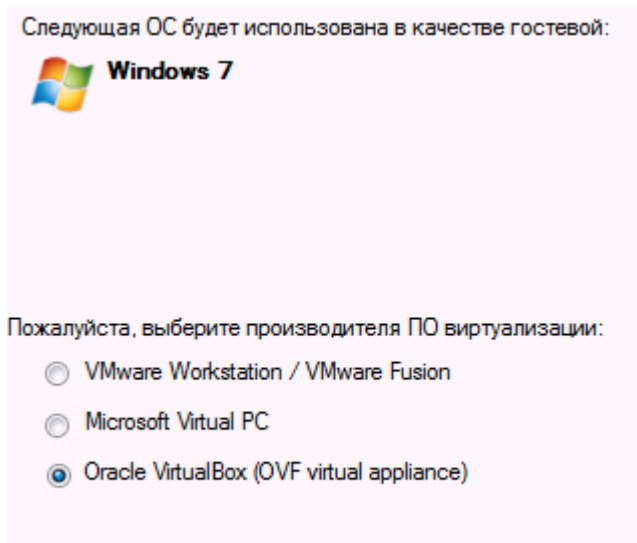 Следующая ОС будет использована в качестве гостевой:
Windows 7
Пожалуйста, выберите производителя ПО виртуализации:
VMware Workstation / VMware Fusion
Microsoft Virtual PC
Oracle VirtualBox (OVF virtual appliance)